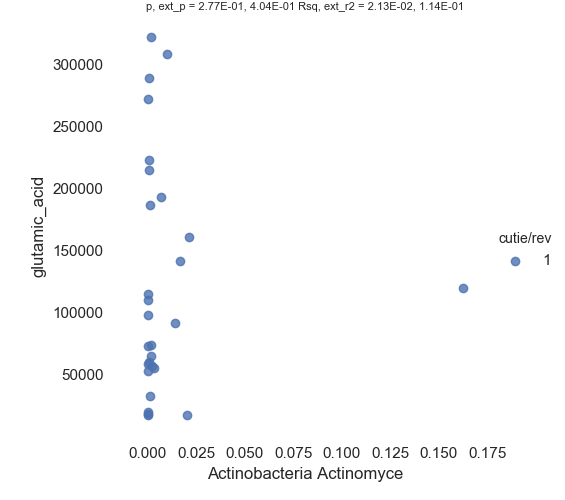 p, ext_p = 2.77E-01, 4.04E-01 Rsq, ext_r2 = 2.13E-02, 1.14E-01
300000
250000
200000
150000
100000
50000
glutamic_acid
cutie/rev
1
0.000 0.025 0.050 0.075 0.100 0.125 0.150 0.175
Actinobacteria Actinomyce